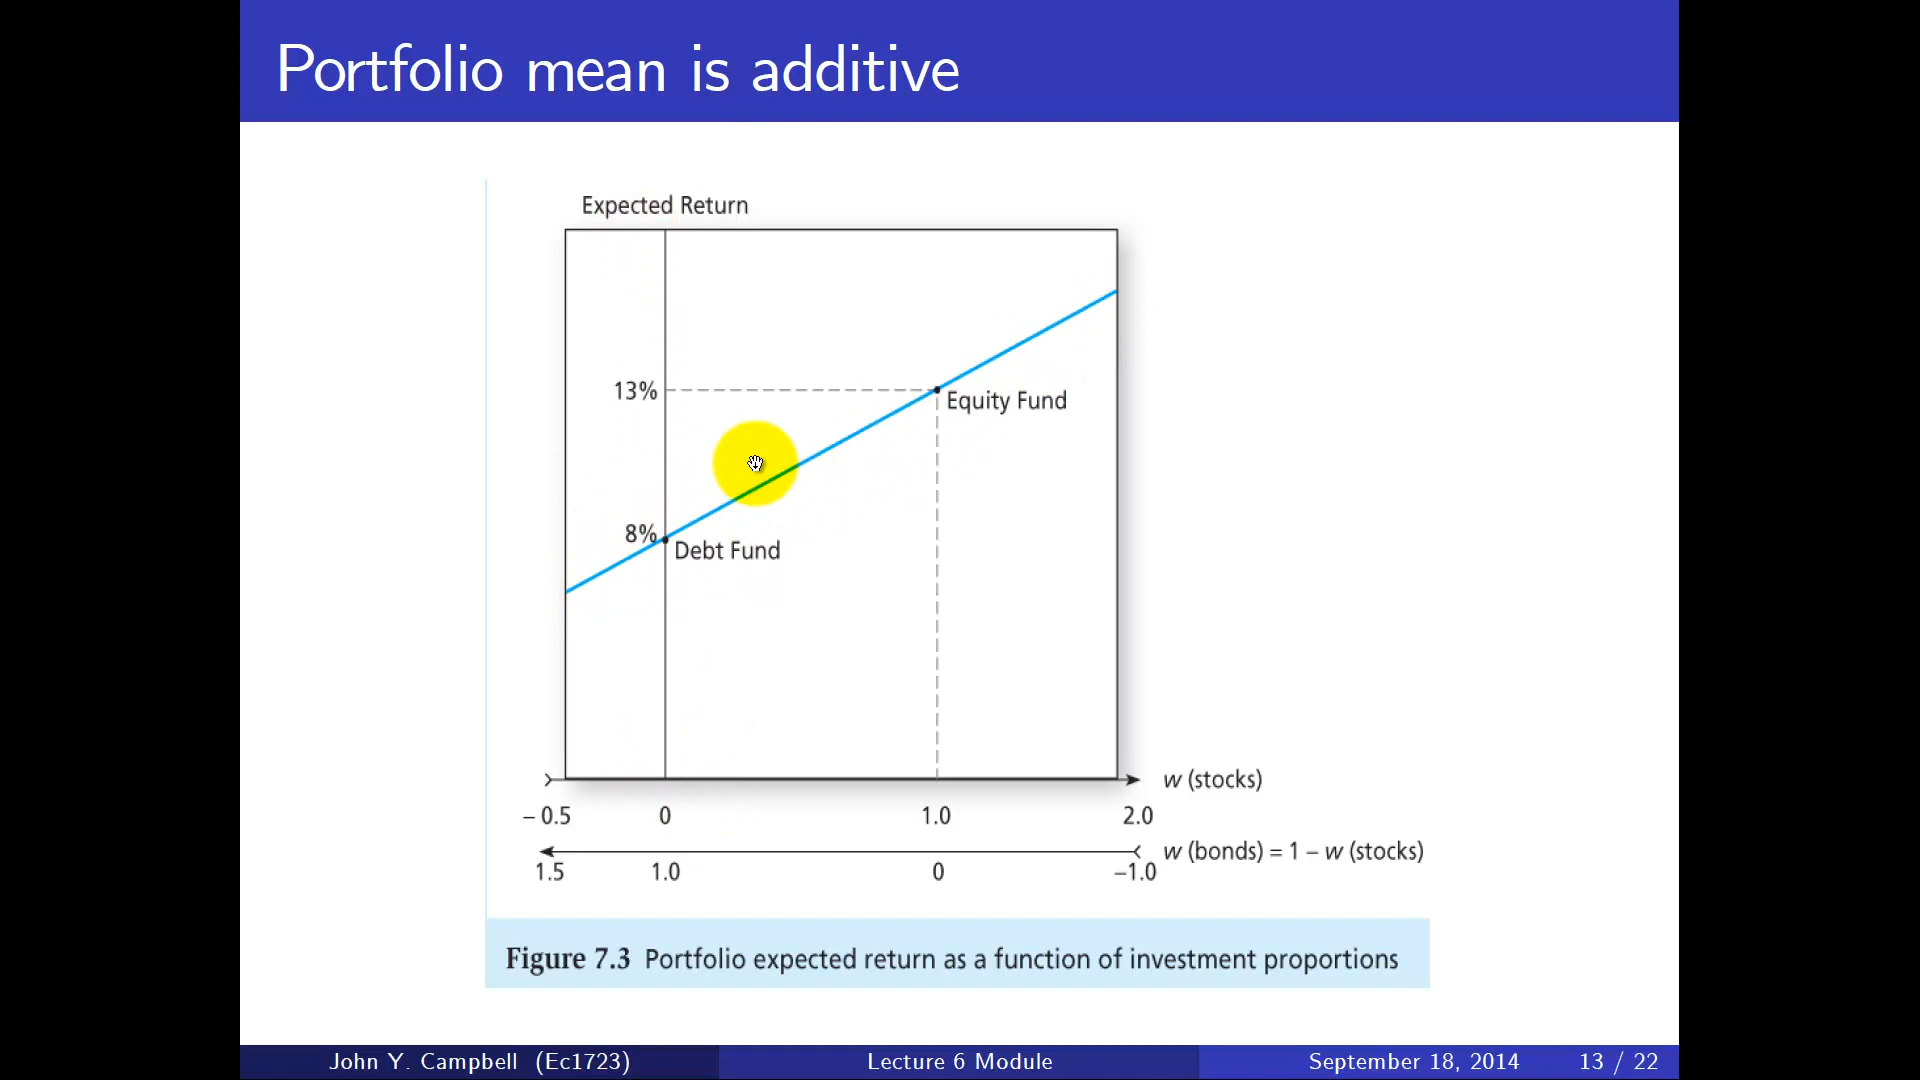 Portfolio mean is additive
Expected Return
13%
Equity Fund
8%
Debt Fund
w (stocks)
– 0.5 0 1.0 2.0
w (bonds) = 1 – w (stocks)
1.5 1.0 0 –1.0
Figure 7.3 Portfolio expected return as a function of investment proportions
John Y. Campbell (Ec1723) Lecture 6 Module September 18, 2014 13 / 22